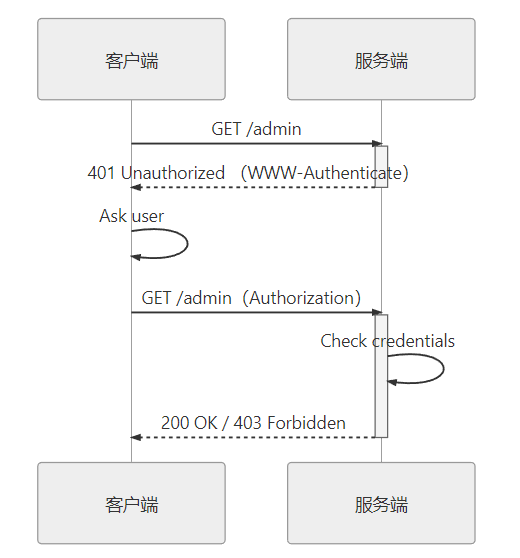 客户端 服务端
GET /admin
401 Unauthorized （WWW-Authenticate）
Ask user
GET /admin（Authorization）
Check credentials
200 OK / 403 Forbidden
客户端 服务端